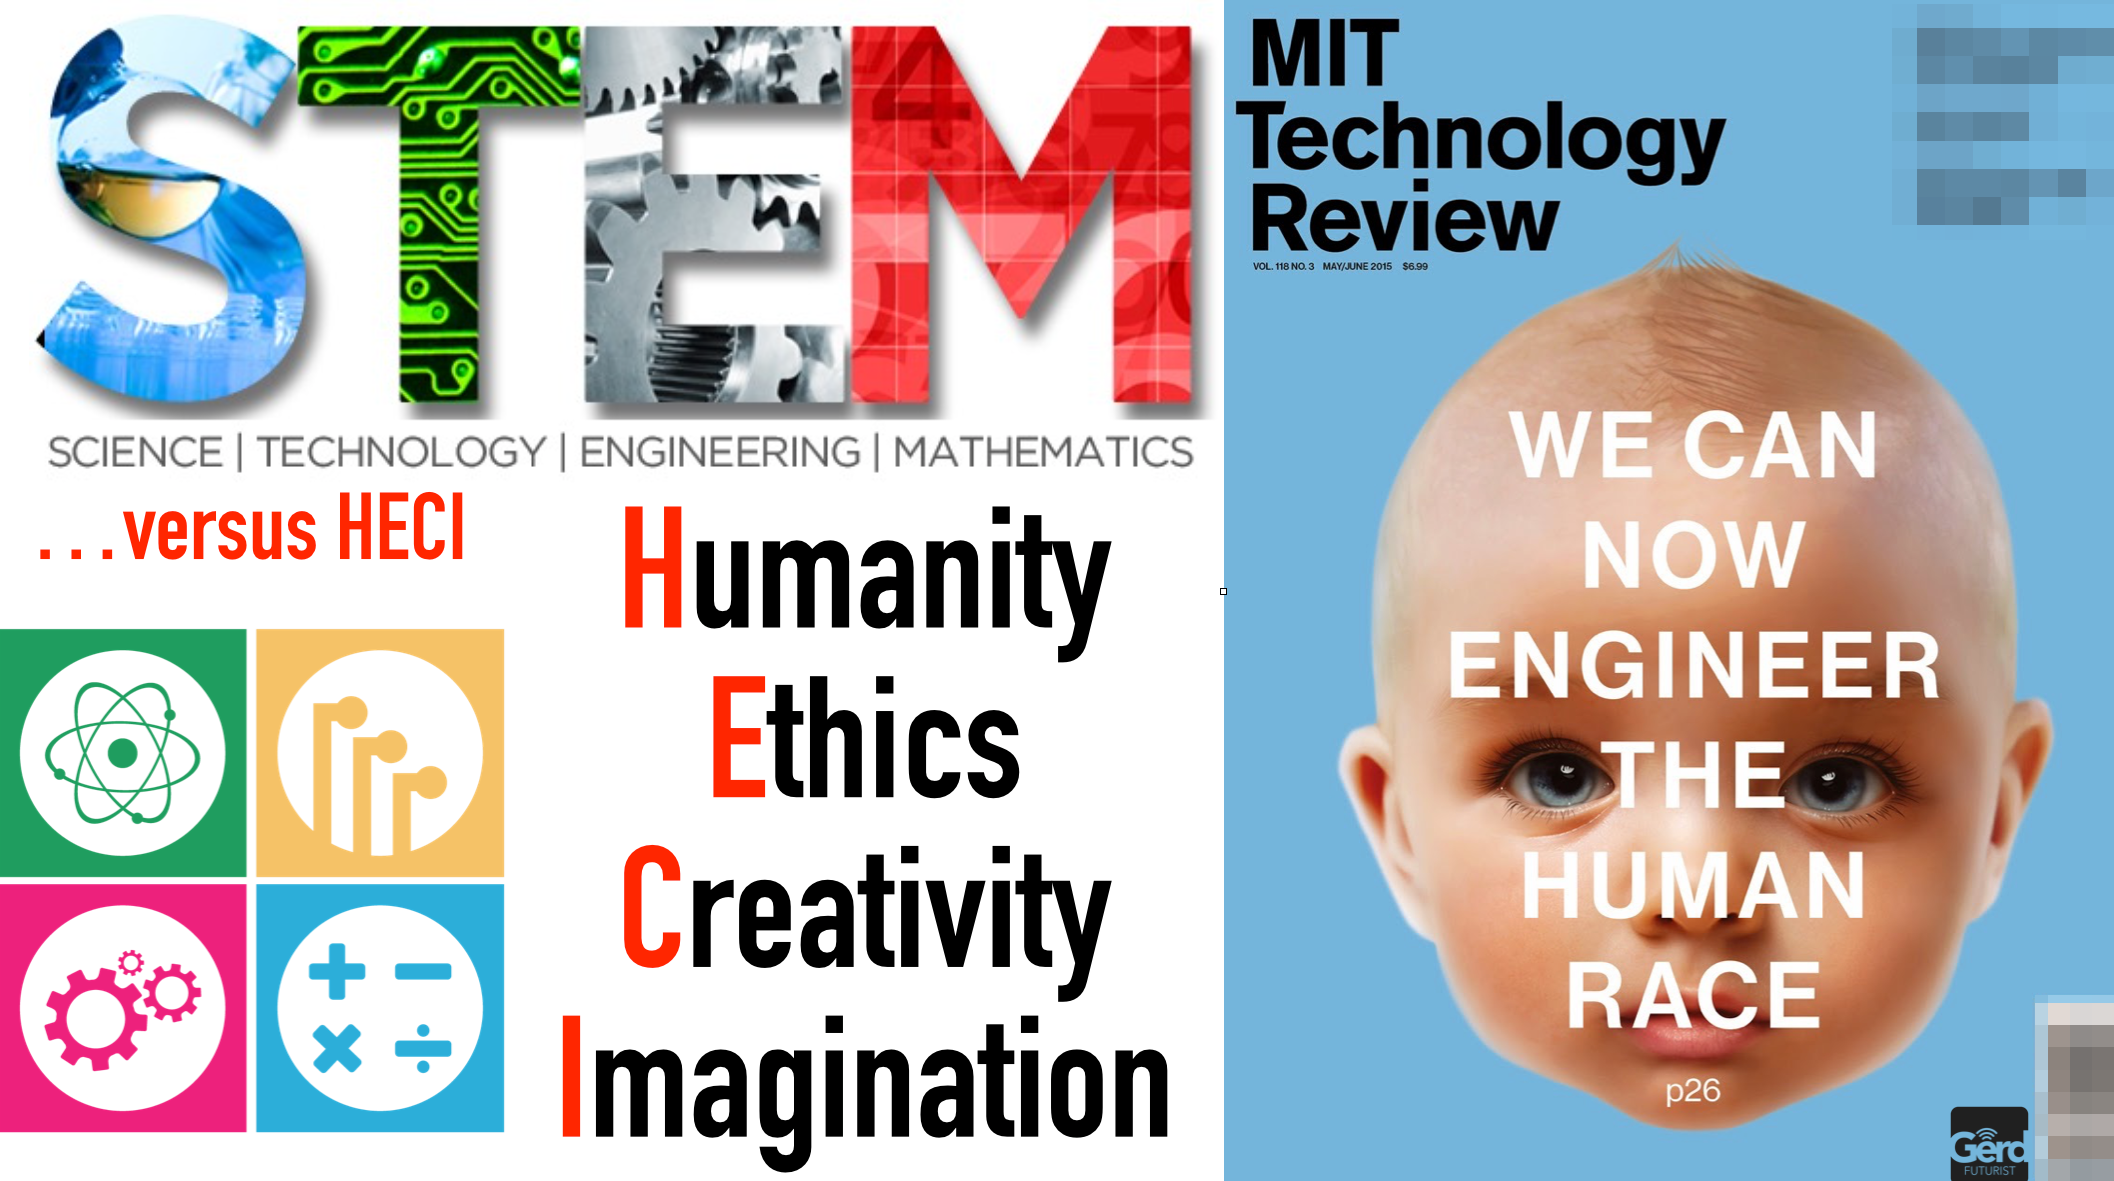 STEM
SCIENCE | TECHNOLOGY | ENGINEERING | MATHEMATICS
...versus HECI
Humanity
Ethics
Creativity
Imagination
MIT
Technology
Review
VOL. 118 NO. 3 MAY/JUNE 2015 $6.99
WE CAN
NOW
ENGINEER
THE
HUMAN
RACE
p26
Gerd
FUTURIST